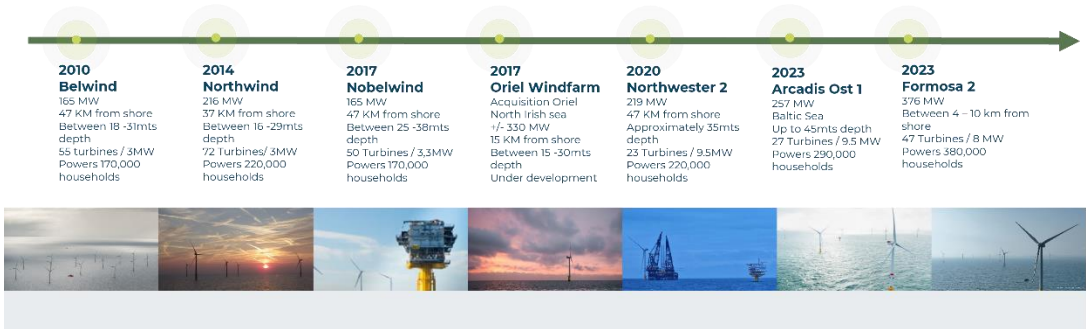 2010
Belwind
165 MW
47 KM from shore
Between 18 -31mts
depth
55 turbines / 3MW
Powers 170,000
households
2014
Northwind
216 MW
37 KM from shore
Between 16 -29mts
depth
72 Turbines/ 3MW
Powers 220,000
households
2017
Nobelwind
165 MW
47 KM from shore
Between 25 -38mts
depth
50 Turbines / 3,3MW
Powers 170,000
households
2017
Oriel Windfarm
Acquisition Oriel
North Irish sea
+/- 330 MW
15 KM from shore
Between 15 -30mts
depth
Under development
2020
Northwester 2
219 MW
47 KM from shore
Approximately 35mts
depth
23 Turbines / 9.5MW
Powers 220,000
households
2023
Arcadis Ost 1
257 MW
Baltic Sea
Up to 45mts depth
27 Turbines / 9.5 MW
Powers 290,000
households
2023
Formosa 2
376 MW
Between 4 – 10 km from
shore
47 Turbines / 8 MW
Powers 380,000
households